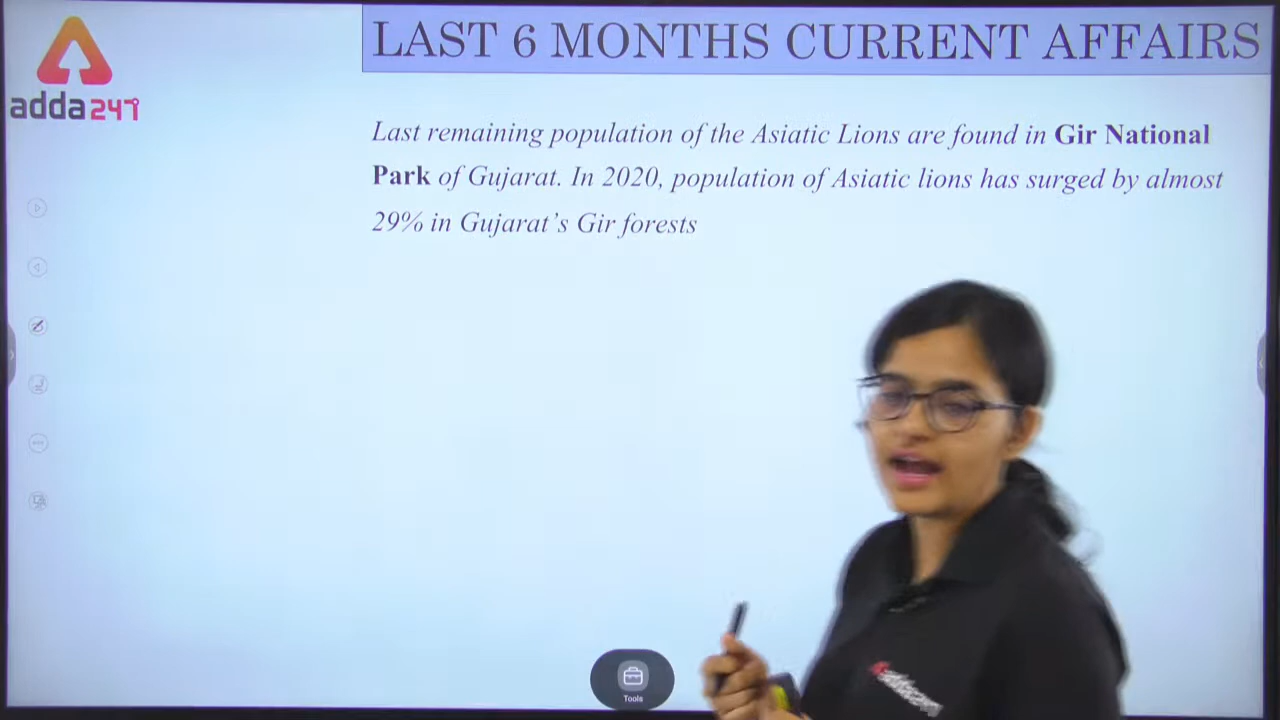 LAST 6 MONTHS CURRENT AFFAIRS
adda247
Last remaining population of the Asiatic Lions are found in Gir National
Park of Gujarat. In 2020, population of Asiatic lions has surged by almost
29% in Gujarat's Gir forests
Tools